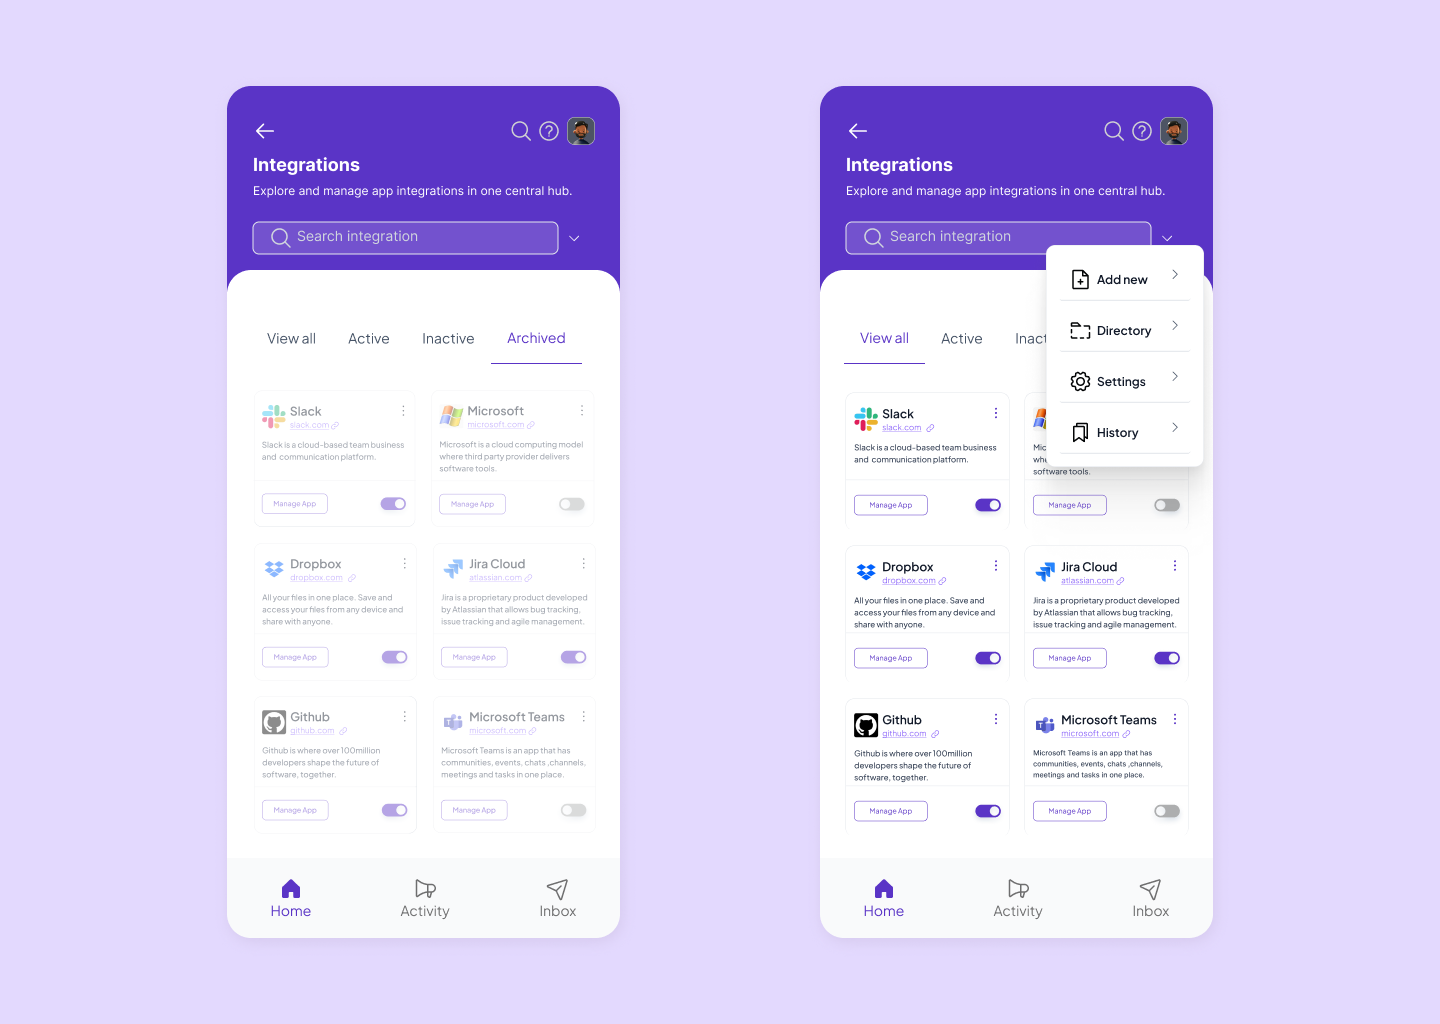 Integrations
Explore and manage app integrations in one central hub.
Search integration
View all Active Inactive Archived
Slack
slack.com
Slack is a cloud-based team business
and communication platform.
Manage App
Microsoft
microsoft.com
Microsoft is a cloud computing model
where third party provider delivers
software tools.
Manage App
Dropbox
dropbox.com
All your files in one place. Save and
access your files from any device and
share with anyone.
Manage App
Jira Cloud
atlassian.com
Jira is a proprietary product developed
by Atlassian that allows bug tracking,
issue tracking and agile management.
Manage App
Github
github.com
Github is where over 100million
developers shape the future of
software, together.
Manage App
Microsoft Teams
microsoft.com
Microsoft Teams is an app that has
communities, events, chats ,channels,
meetings and tasks in one place.
Manage App
Home Activity Inbox
Integrations
Explore and manage app integrations in one central hub.
Search integration
Add new
Directory
Settings
History
View all Active Inact
Slack
slack.com
Slack is a cloud-based team business
and communication platform.
Manage App
Mic
whe
software tools.
Manage App
Dropbox
dropbox.com
All your files in one place. Save and
access your files from any device and
share with anyone.
Manage App
Jira Cloud
atlassian.com
Jira is a proprietary product developed
by Atlassian that allows bug tracking,
issue tracking and agile management.
Manage App
Github
github.com
Github is where over 100million
developers shape the future of
software, together.
Manage App
Microsoft Teams
microsoft.com
Microsoft Teams is an app that has
communities, events, chats ,channels,
meetings and tasks in one place.
Manage App
Home Activity Inbox